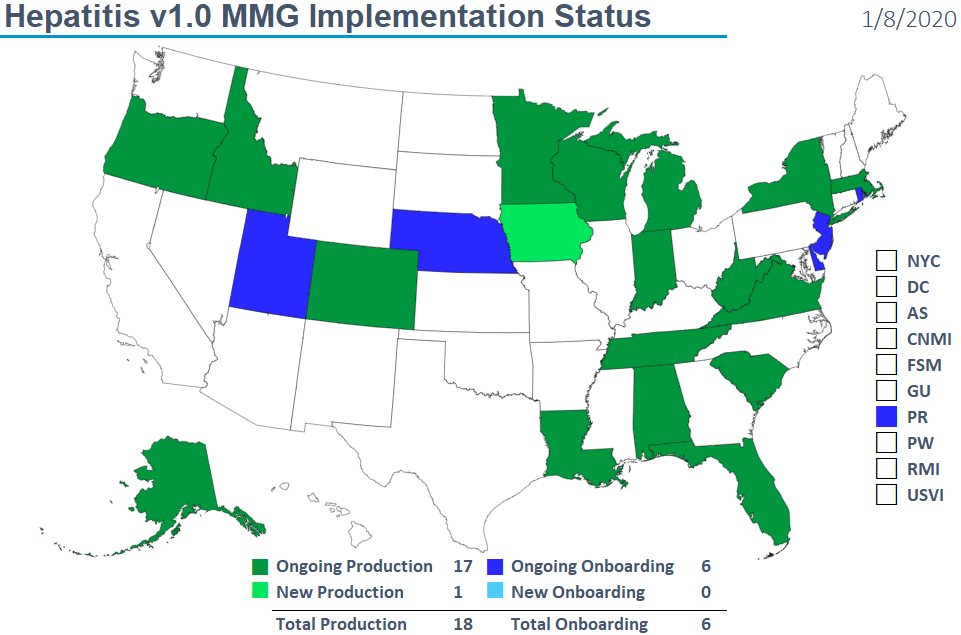 Hepatitis v1.0 MMG Implementation Status
1/8/2020
NYC
DC
AS
CNMI
FSM
GU
PR
PW
RMI
USVI
Ongoing Production 17 Ongoing Onboarding 6
New Production 1 New Onboarding 0
Total Production 18 Total Onboarding 6